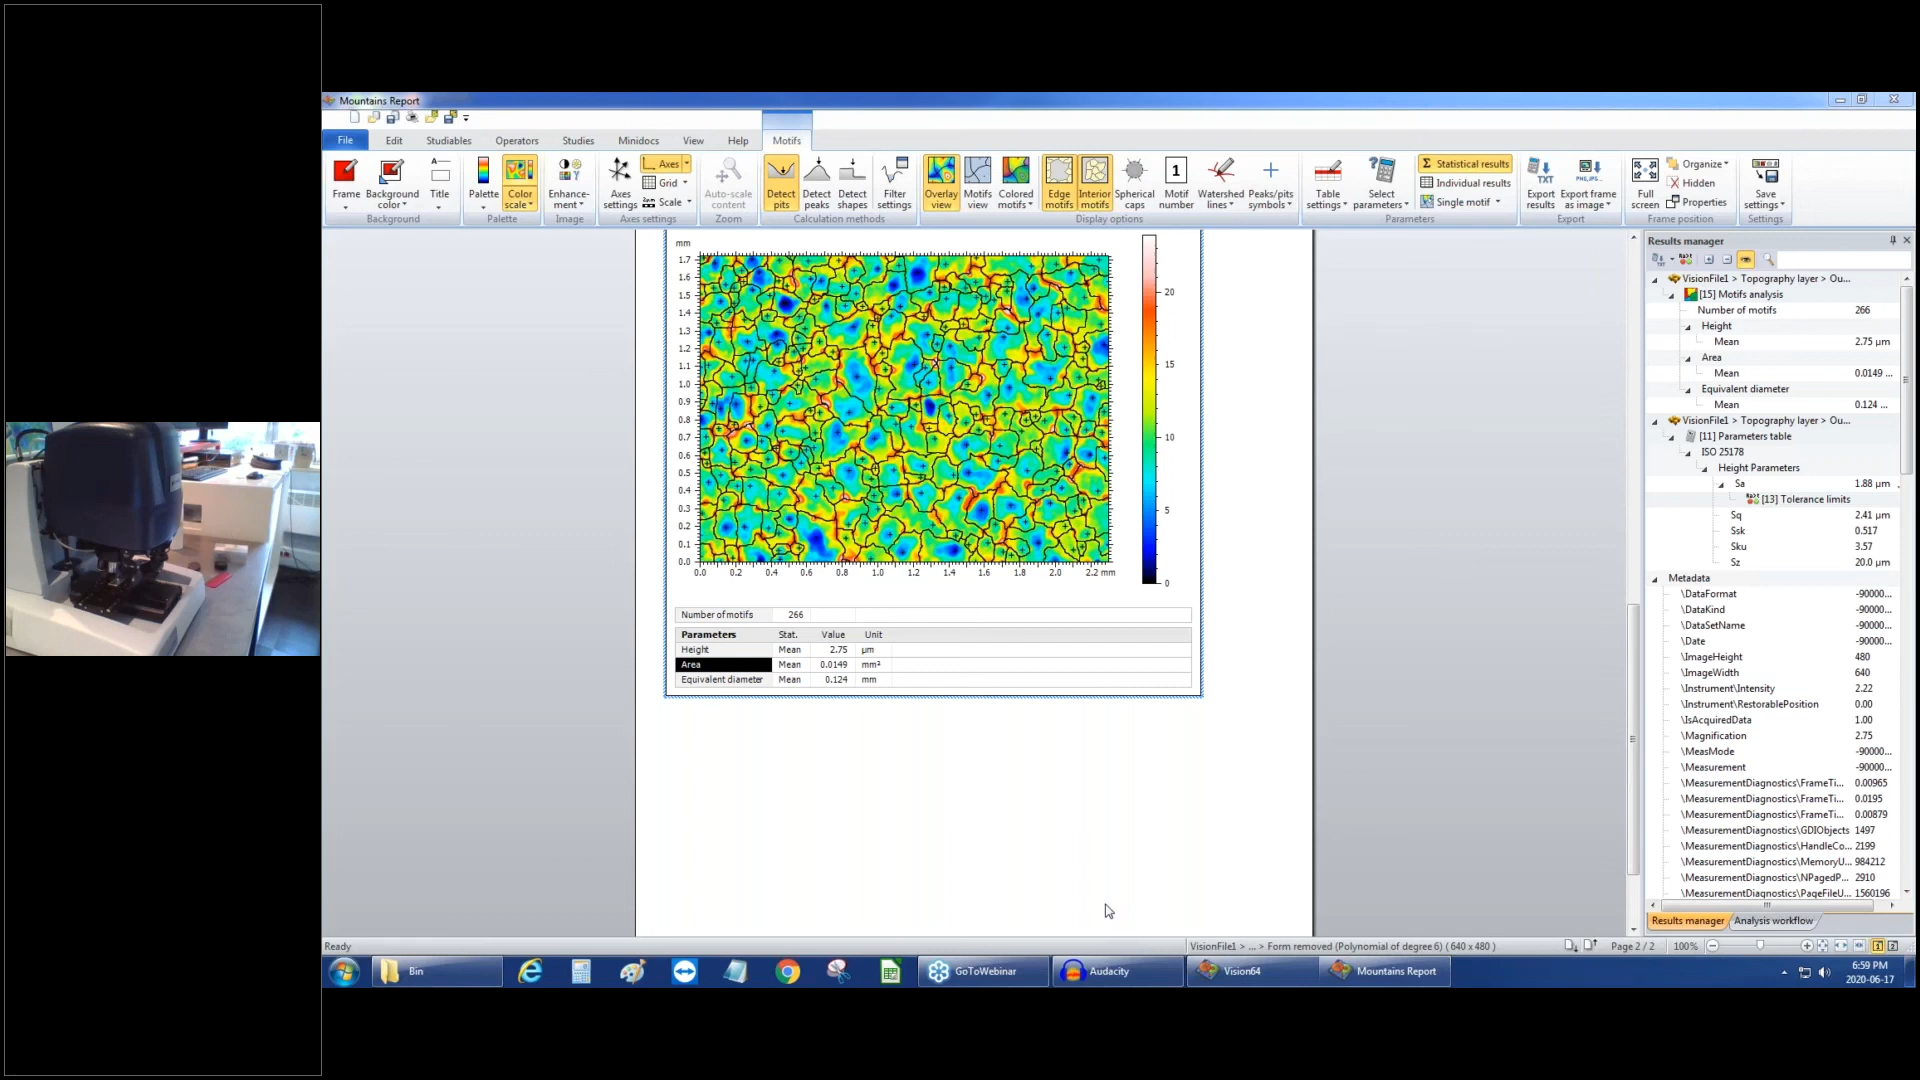 Mountains Report
File Edit Studiables Operators Studies Minidocs View Help Motifs
Frame Background color Title Palette Color scale Enhance-ment Axes settings Axes Grid Scale Auto-scale content Detect pits Detect peaks Detect shapes Filter settings Overlay view Motifs view Colored motifs Edge motifs Interior motifs Spherical caps 1 Motif number Watershed lines Peaks/pits symbols Table settings Select parameters Σ Statistical results Individual results Single motif TXT Export results Export frame as image Full screen Organize Hidden Properties Save settings
Background Palette Image Axes settings Zoom Calculation methods Display options Parameters Export Frame position Settings
mm
1.7
1.6
1.5
1.4
1.3
1.2
1.1
1.0
0.9
0.8
0.7
0.6
0.5
0.4
0.3
0.2
0.1
0.0
0.0 0.2 0.4 0.6 0.8 1.0 1.2 1.4 1.6 1.8 2.0 2.2 mm
20
15
10
5
0
Number of motifs 266
Parameters Stat. Value Unit
Height Mean 2.75 µm
Area Mean 0.0149 mm²
Equivalent diameter Mean 0.124 mm
Results manager
VisionFile1 > Topography layer > Ou...
[15] Motifs analysis
Number of motifs 266
Height
Mean 2.75 µm
Area
Mean 0.0149 ...
Equivalent diameter
Mean 0.124 ...
VisionFile1 > Topography layer > Ou...
[11] Parameters table
ISO 25178
Height Parameters
Sa 1.88 µm
[13] Tolerance limits
Sq 2.41 µm
Ssk 0.517
Sku 3.57
Sz 20.0 µm
Metadata
\DataFormat -90000...
\DataKind -90000...
\DataSetName -90000...
\Date -90000...
\ImageHeight 480
\ImageWidth 640
\Instrument\Intensity 2.22
\Instrument\RestorablePosition 0.00
\IsAcquiredData 1.00
\Magnification 2.75
\MeasMode -90000...
\Measurement -90000...
\MeasurementDiagnostics\FrameTi... 0.00965
\MeasurementDiagnostics\FrameTi... 0.0195
\MeasurementDiagnostics\FrameTi... 0.00879
\MeasurementDiagnostics\GDIObjects 1497
\MeasurementDiagnostics\HandleCo... 2199
\MeasurementDiagnostics\MemoryU... 984212
\MeasurementDiagnostics\NPagedP... 2910
\MeasurementDiagnostics\PageFileU... 1560196
Results manager Analysis workflow
Ready VisionFile1 > ... > Form removed (Polynomial of degree 6) ( 640 x 480 ) Page 2 / 2 100%
Bin GoToWebinar Audacity Vision64 Mountains Report
6:59 PM
2020-06-17